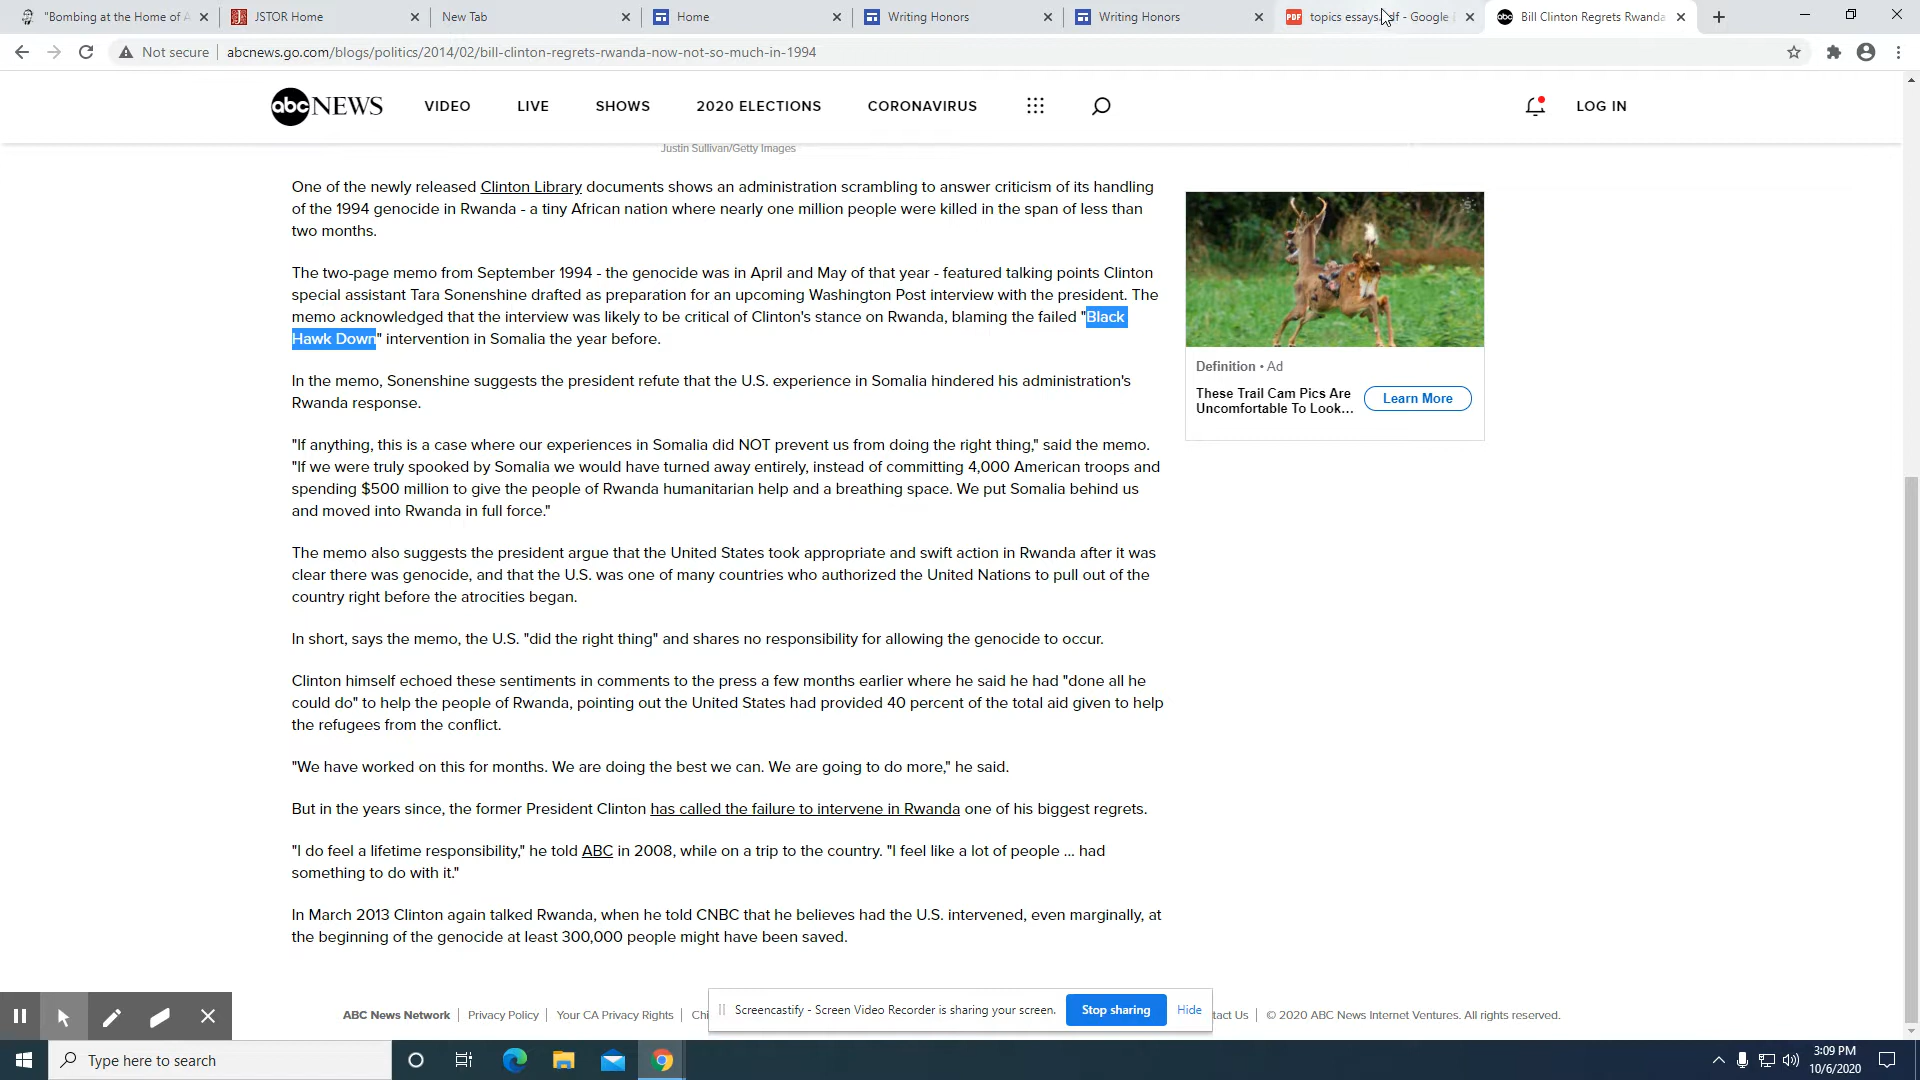 "Bombing at the Home of A
JSTOR Home
New Tab
Home
Writing Honors
Writing Honors
topics essays.pdf - Google
Bill Clinton Regrets Rwanda
Not secure
abcnews.go.com/blogs/politics/2014/02/bill-clinton-regrets-rwanda-now-not-so-much-in-1994
abc NEWS
VIDEO
LIVE
SHOWS
2020 ELECTIONS
CORONAVIRUS
LOG IN
Justin Sullivan/Getty Images
One of the newly released Clinton Library documents shows an administration scrambling to answer criticism of its handling
of the 1994 genocide in Rwanda - a tiny African nation where nearly one million people were killed in the span of less than
two months.
The two-page memo from September 1994 - the genocide was in April and May of that year - featured talking points Clinton
special assistant Tara Sonenshine drafted as preparation for an upcoming Washington Post interview with the president. The
memo acknowledged that the interview was likely to be critical of Clinton's stance on Rwanda, blaming the failed "Black
Hawk Down" intervention in Somalia the year before.
In the memo, Sonenshine suggests the president refute that the U.S. experience in Somalia hindered his administration's
Rwanda response.
"If anything, this is a case where our experiences in Somalia did NOT prevent us from doing the right thing," said the memo.
"If we were truly spooked by Somalia we would have turned away entirely, instead of committing 4,000 American troops and
spending $500 million to give the people of Rwanda humanitarian help and a breathing space. We put Somalia behind us
and moved into Rwanda in full force."
The memo also suggests the president argue that the United States took appropriate and swift action in Rwanda after it was
clear there was genocide, and that the U.S. was one of many countries who authorized the United Nations to pull out of the
country right before the atrocities began.
In short, says the memo, the U.S. "did the right thing" and shares no responsibility for allowing the genocide to occur.
Clinton himself echoed these sentiments in comments to the press a few months earlier where he said he had "done all he
could do" to help the people of Rwanda, pointing out the United States had provided 40 percent of the total aid given to help
the refugees from the conflict.
"We have worked on this for months. We are doing the best we can. We are going to do more," he said.
But in the years since, the former President Clinton has called the failure to intervene in Rwanda one of his biggest regrets.
"I do feel a lifetime responsibility," he told ABC in 2008, while on a trip to the country. "I feel like a lot of people ... had
something to do with it."
In March 2013 Clinton again talked Rwanda, when he told CNBC that he believes had the U.S. intervened, even marginally, at
the beginning of the genocide at least 300,000 people might have been saved.
Definition • Ad
These Trail Cam Pics Are
Uncomfortable To Look...
Learn More
ABC News Network
Privacy Policy
Your CA Privacy Rights
Chi
Screencastify - Screen Video Recorder is sharing your screen.
Stop sharing
Hide
tact Us
© 2020 ABC News Internet Ventures. All rights reserved.
Type here to search
3:09 PM
10/6/2020